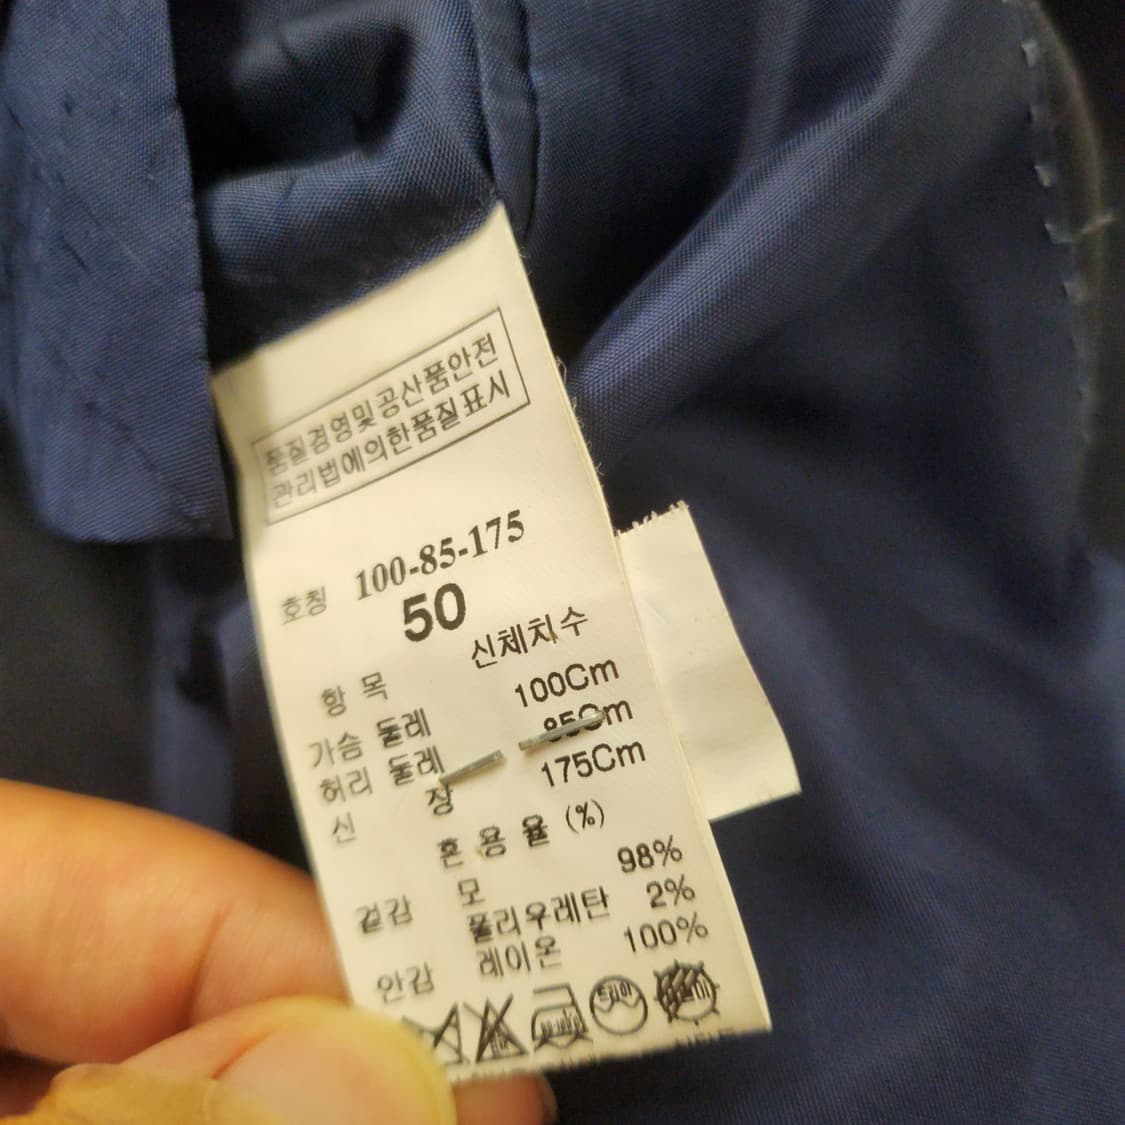 품질경영및공산품안전
관리법에의한품질표시
호칭 100-85-175
50
항 목 신체치수
가슴 둘레 100Cm
허리 둘레 85Cm
신 장 175Cm
혼 용 율 (%)
겉감 모 98%
폴리우레탄 2%
안감 레이온 100%
드라이